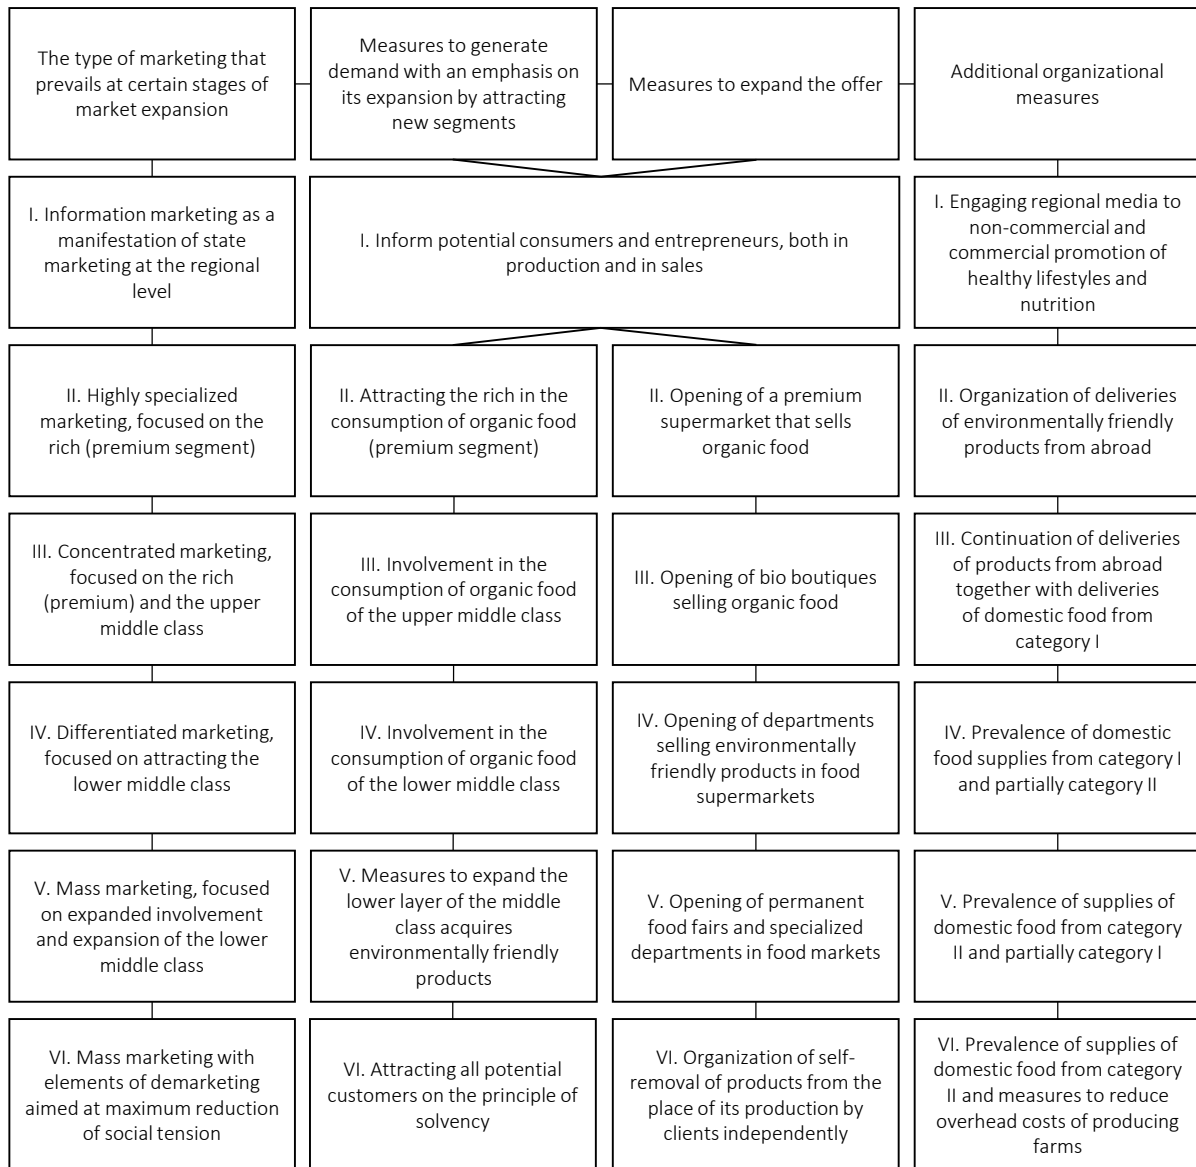 The type of marketing that
prevails at certain stages of
market expansion
Measures to generate
demand with an emphasis on
its expansion by attracting
new segments
Measures to expand the offer
Additional organizational
measures
I. Information marketing as a
manifestation of state
marketing at the regional
level
I. Inform potential consumers and entrepreneurs, both in
production and in sales
I. Engaging regional media to
non-commercial and
commercial promotion of
healthy lifestyles and
nutrition
II. Highly specialized
marketing, focused on the
rich (premium segment)
II. Attracting the rich in the
consumption of organic food
(premium segment)
II. Opening of a premium
supermarket that sells
organic food
II. Organization of deliveries
of environmentally friendly
products from abroad
III. Concentrated marketing,
focused on the rich
(premium) and the upper
middle class
III. Involvement in the
consumption of organic food
of the upper middle class
III. Opening of bio boutiques
selling organic food
III. Continuation of deliveries
of products from abroad
together with deliveries
of domestic food from
category I
IV. Differentiated marketing,
focused on attracting the
lower middle class
IV. Involvement in the
consumption of organic food
of the lower middle class
IV. Opening of departments
selling environmentally
friendly products in food
supermarkets
IV. Prevalence of domestic
food supplies from category I
and partially category II
V. Mass marketing, focused
on expanded involvement
and expansion of the lower
middle class
V. Measures to expand the
lower layer of the middle
class acquires
environmentally friendly
products
V. Opening of permanent
food fairs and specialized
departments in food markets
V. Prevalence of supplies of
domestic food from category
II and partially category I
VI. Mass marketing with
elements of demarketing
aimed at maximum reduction
of social tension
VI. Attracting all potential
customers on the principle of
solvency
VI. Organization of self-
removal of products from the
place of its production by
clients independently
VI. Prevalence of supplies of
domestic food from category
II and measures to reduce
overhead costs of producing
farms